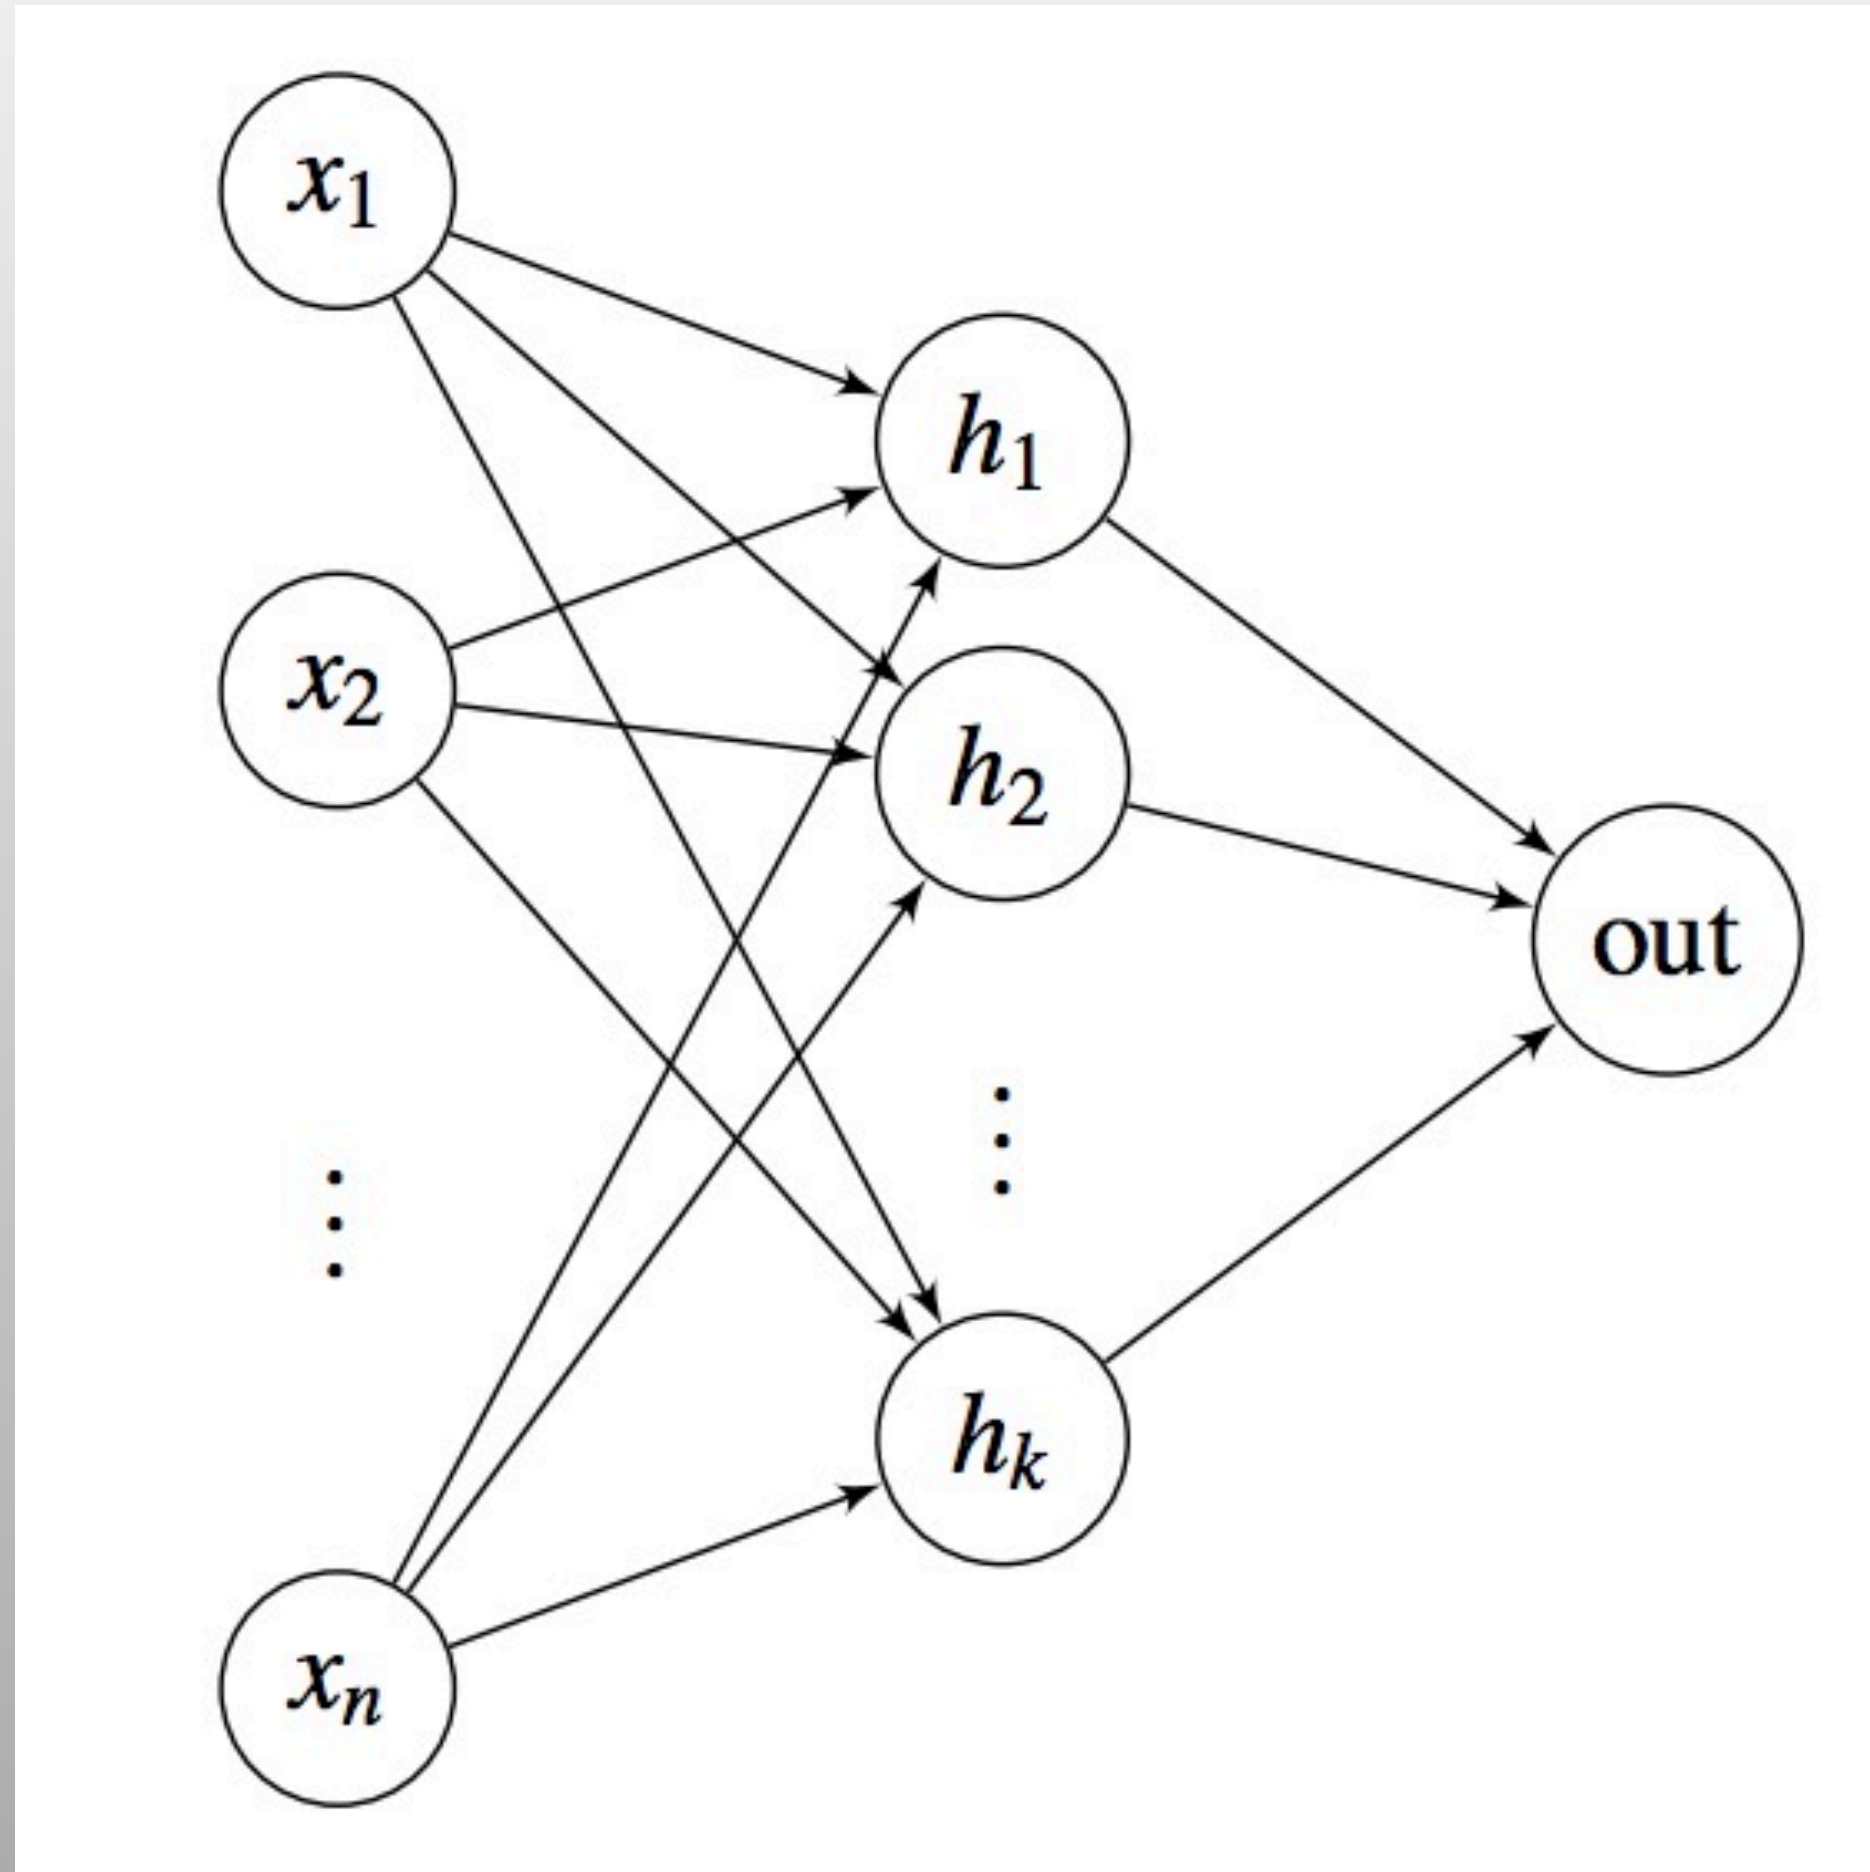 x₁
x₂
⋮
xₙ
h₁
h₂
⋮
hₖ
out